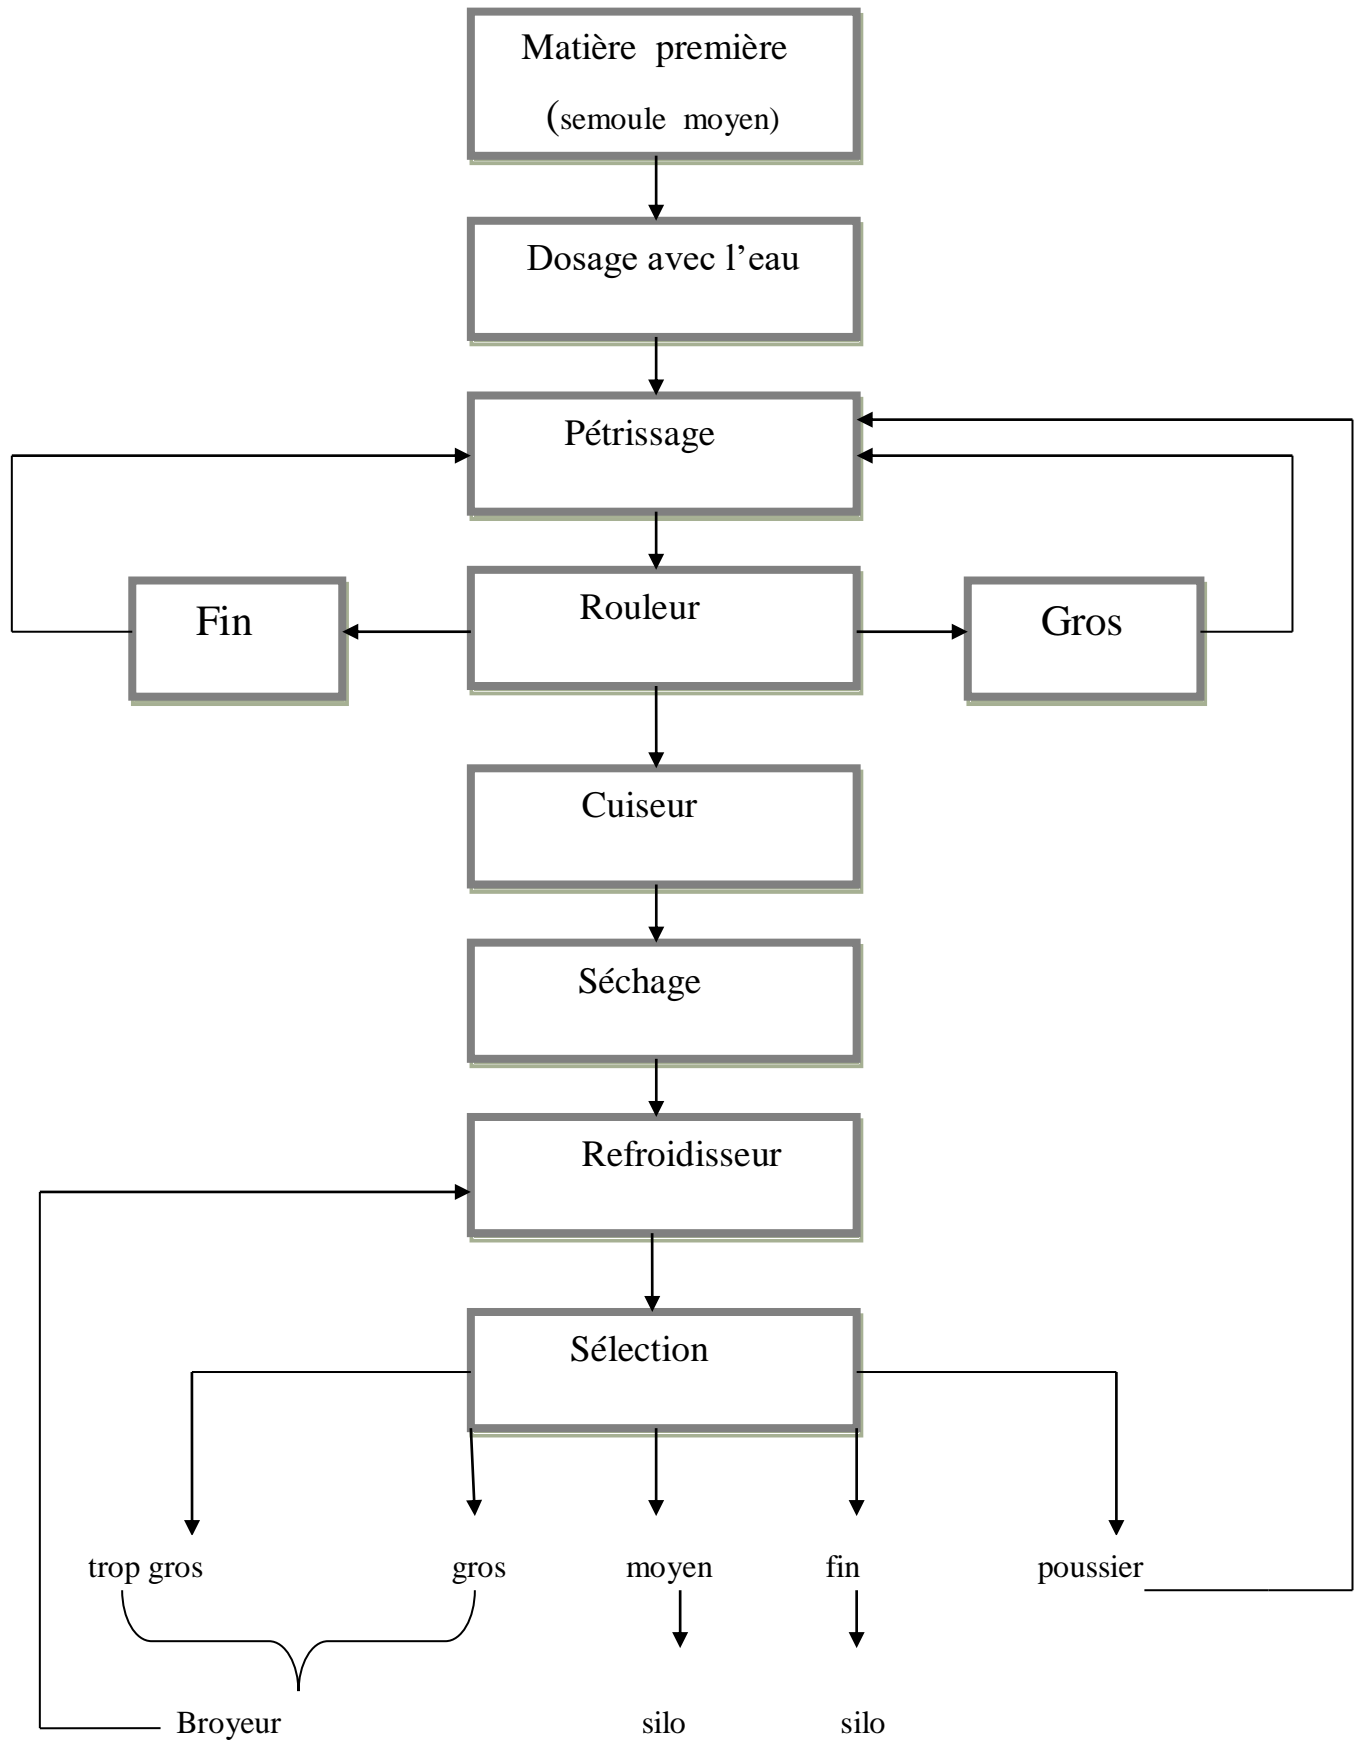 Matière première
(semoule moyen)
Dosage avec l’eau
Pétrissage
Fin
Rouleur
Gros
Cuiseur
Séchage
Refroidisseur
Sélection
trop gros
gros
moyen
fin
poussier
Broyeur
silo
silo